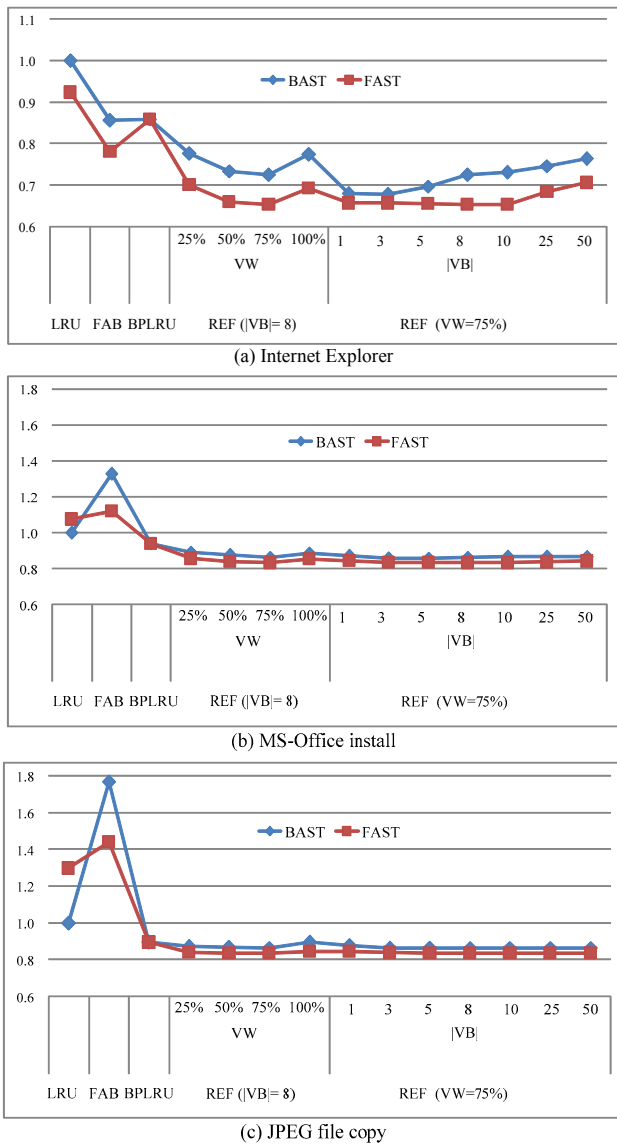 1.1
1.0
BAST FAST
0.9
0.8
0.7
0.6
25% 50% 75% 100% 1 3 5 8 10 25 50
VW |VB|
LRU FAB BPLRU REF (|VB|= 8) REF (VW=75%)
(a) Internet Explorer
1.8
1.6
BAST FAST
1.4
1.2
1.0
0.8
0.6
25% 50% 75% 100% 1 3 5 8 10 25 50
VW |VB|
LRU FAB BPLRU REF (|VB|= 8) REF (VW=75%)
(b) MS-Office install
1.8
1.6
BAST FAST
1.4
1.2
1.0
0.8
0.6
25% 50% 75% 100% 1 3 5 8 10 25 50
VW |VB|
LRU FAB BPLRU REF (|VB|= 8) REF (VW=75%)
(c) JPEG file copy